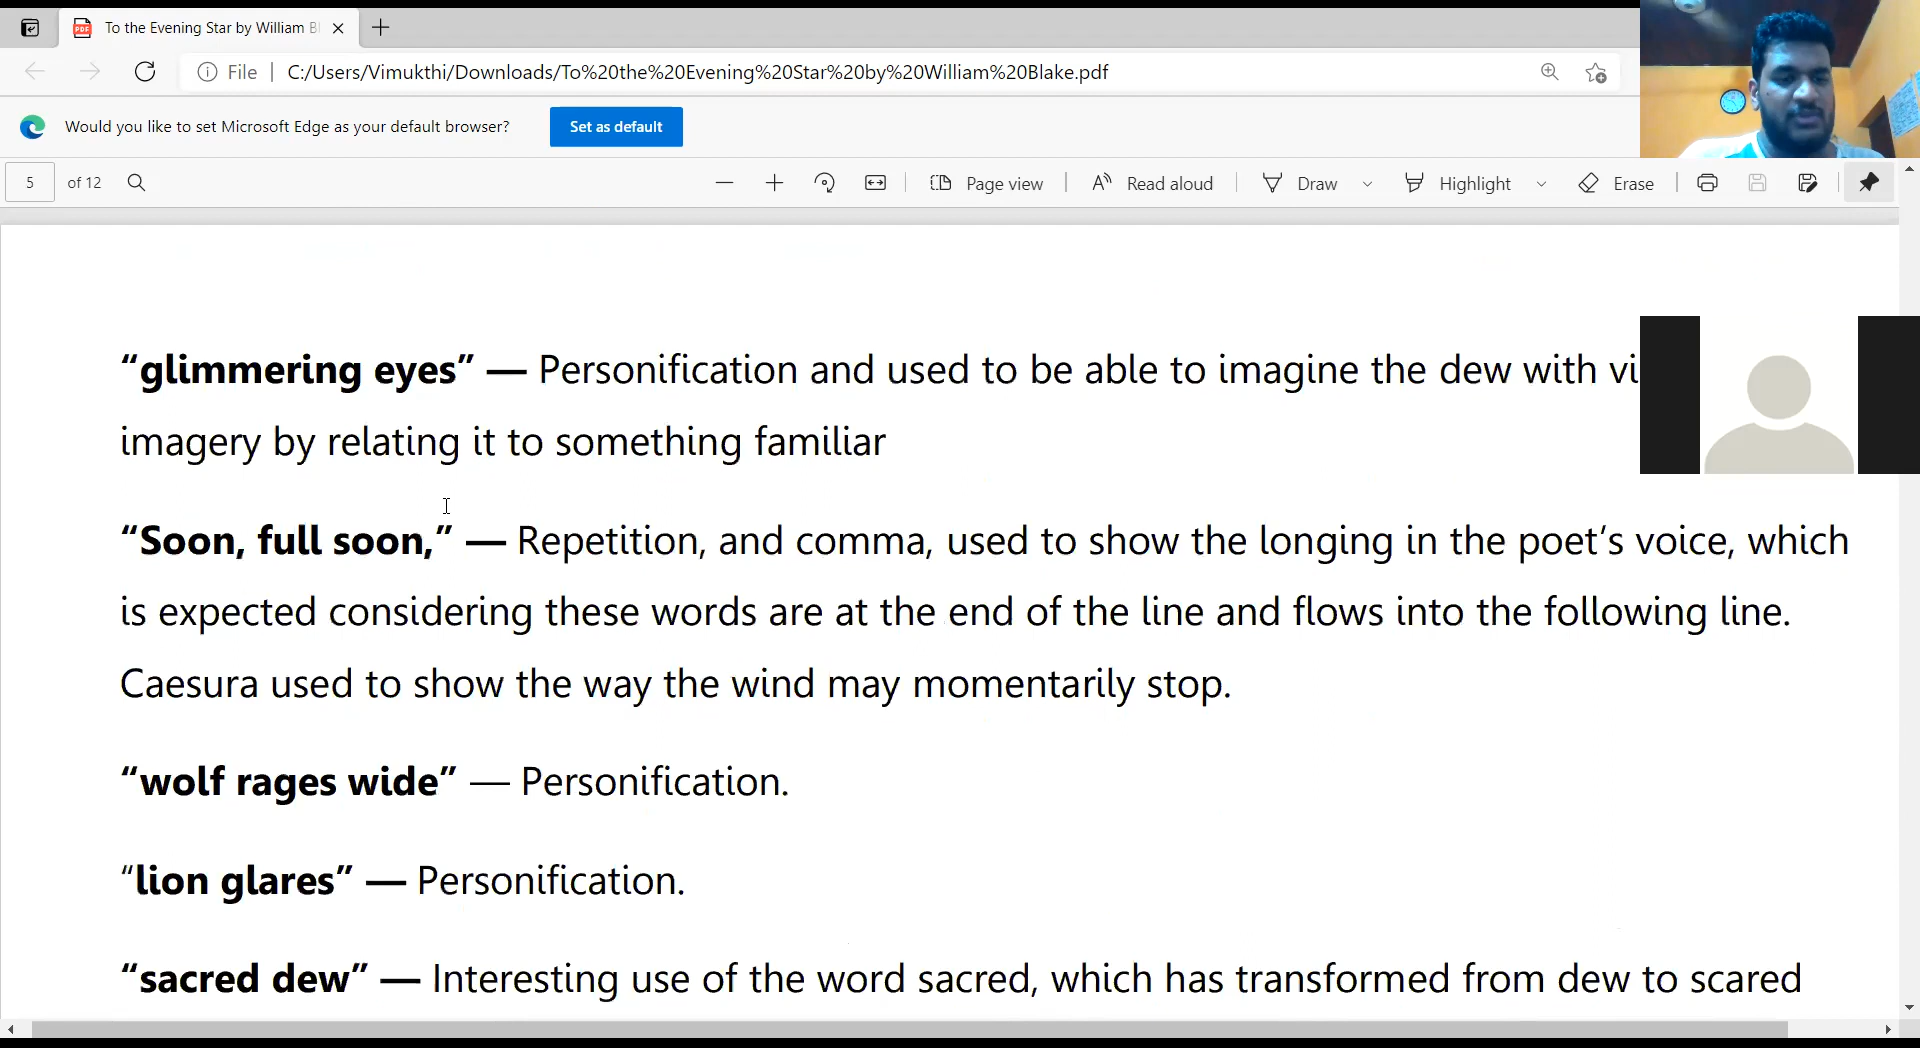 To the Evening Star by William Bl
File
C:/Users/Vimukthi/Downloads/To%20the%20Evening%20Star%20by%20William%20Blake.pdf
Would you like to set Microsoft Edge as your default browser?
Set as default
5
of 12
Page view
Read aloud
Draw
Highlight
Erase
“glimmering eyes” — Personification and used to be able to imagine the dew with vi
imagery by relating it to something familiar
“Soon, full soon,” — Repetition, and comma, used to show the longing in the poet’s voice, which
is expected considering these words are at the end of the line and flows into the following line.
Caesura used to show the way the wind may momentarily stop.
“wolf rages wide” — Personification.
“lion glares” — Personification.
“sacred dew” — Interesting use of the word sacred, which has transformed from dew to scared